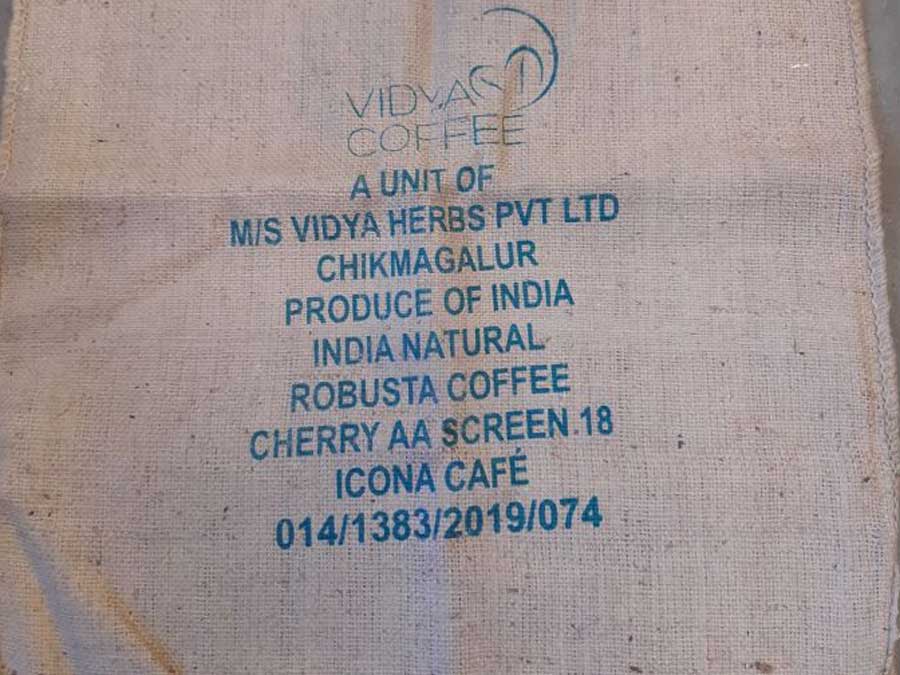 VIDYA
COFFEE
A UNIT OF
M/S VIDYA HERBS PVT LTD
CHIKMAGALUR
PRODUCE OF INDIA
INDIA NATURAL
ROBUSTA COFFEE
CHERRY AA SCREEN.18
ICONA CAFÉ
014/1383/2019/074